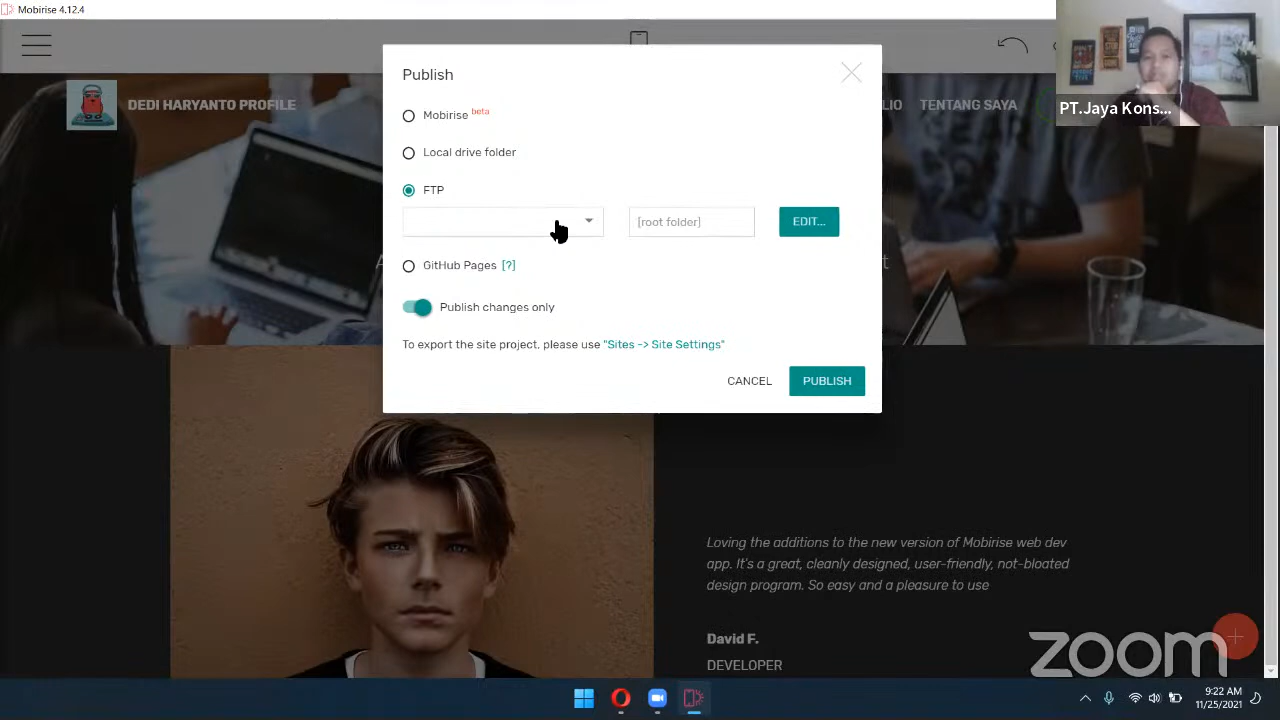 Mobirise 4.12.4
Publish
DEDI HARYANTO PROFILE
LIO TENTANG SAYA
PT.Jaya Kons...
Mobirise beta
Local drive folder
FTP
[root folder]
EDIT...
GitHub Pages [?]
Publish changes only
To export the site project, please use "Sites -> Site Settings"
CANCEL PUBLISH
Loving the additions to the new version of Mobirise web dev
app. It's a great, cleanly designed, user-friendly, not-bloated
design program. So easy and a pleasure to use
David F.
DEVELOPER
zoom
9:22 AM
11/25/2021